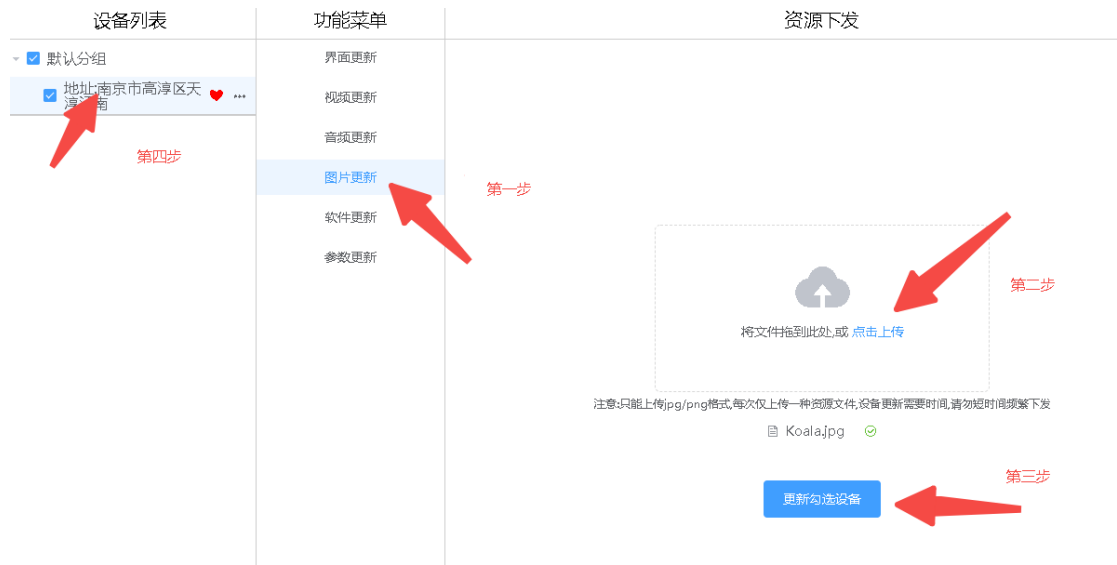 设备列表
功能菜单
资源下发
默认分组
地址:南京市高淳区天
淳
南
第四步
界面更新
视频更新
音频更新
图片更新
软件更新
参数更新
第一步
第二步
将文件拖到此处,或 点击上传
注意:只能上传jpg/png格式,每次仅上传一种资源文件,设备更新需要时间,请勿短时间频繁下发
Koala.jpg
第三步
更新勾选设备